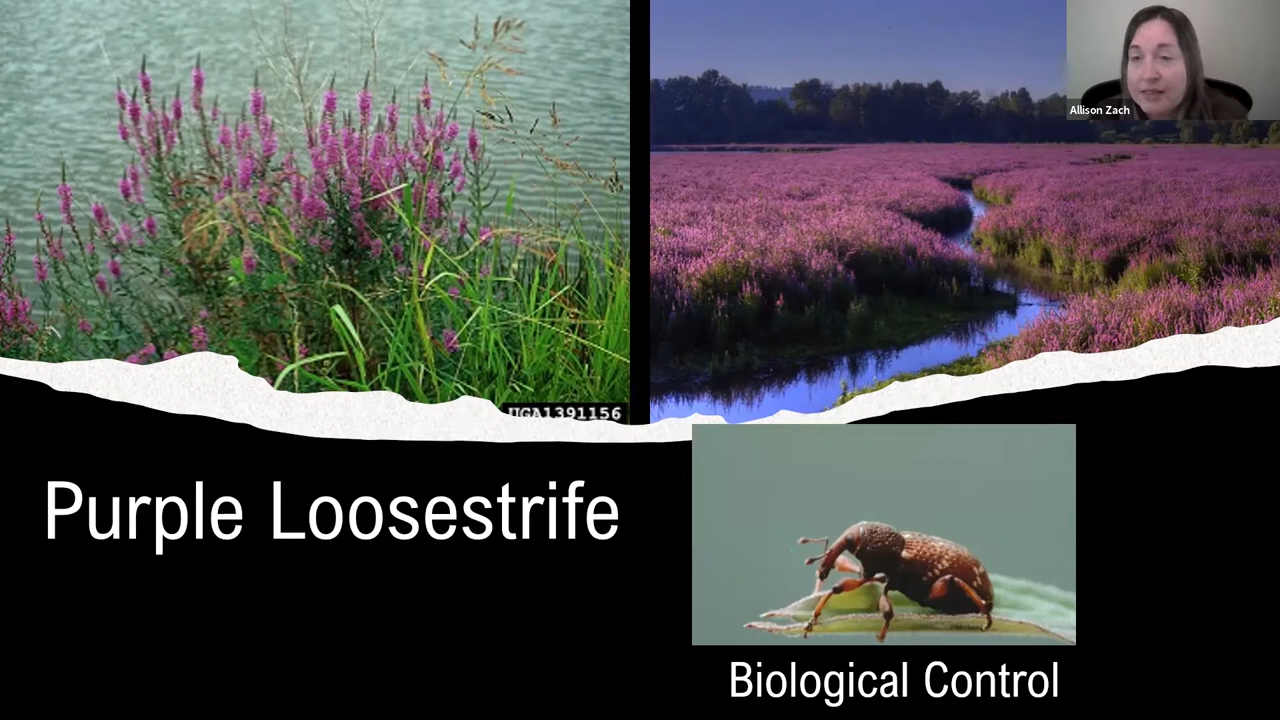 Allison Zach
UGA1391156
Purple Loosestrife
Biological Control